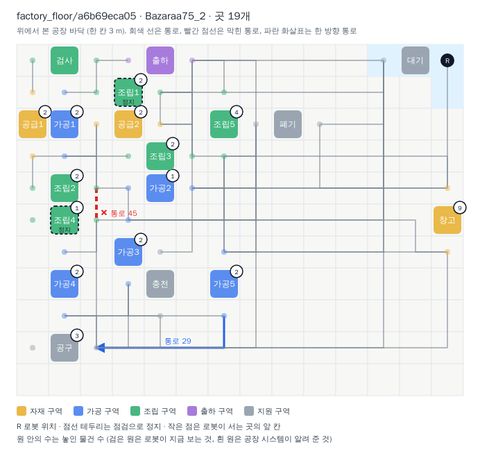 factory_floor/a6b69eca05 · Bazaraa75_2 · 곳 19개
위에서 본 공장 바닥 (한 칸 3 m). 회색 선은 통로, 빨간 점선은 막힌 통로, 파란 화살표는 한 방향 통로
검사
출하
대기
R
조립1
2
정지
공급1
2
가공1
2
공급2
2
조립5
4
폐기
조립3
2
조립2
2
가공2
1
조립4
1
정지
✕ 통로 45
창고
9
가공3
2
가공4
2
충전
가공5
2
공구
3
통로 29
자재 구역
가공 구역
조립 구역
출하 구역
지원 구역
R 로봇 위치 · 점선 테두리는 점검으로 정지 · 작은 점은 로봇이 서는 곳의 앞 칸
원 안의 수는 놓인 물건 수 (검은 원은 로봇이 지금 보는 것, 흰 원은 공장 시스템이 알려 준 것)